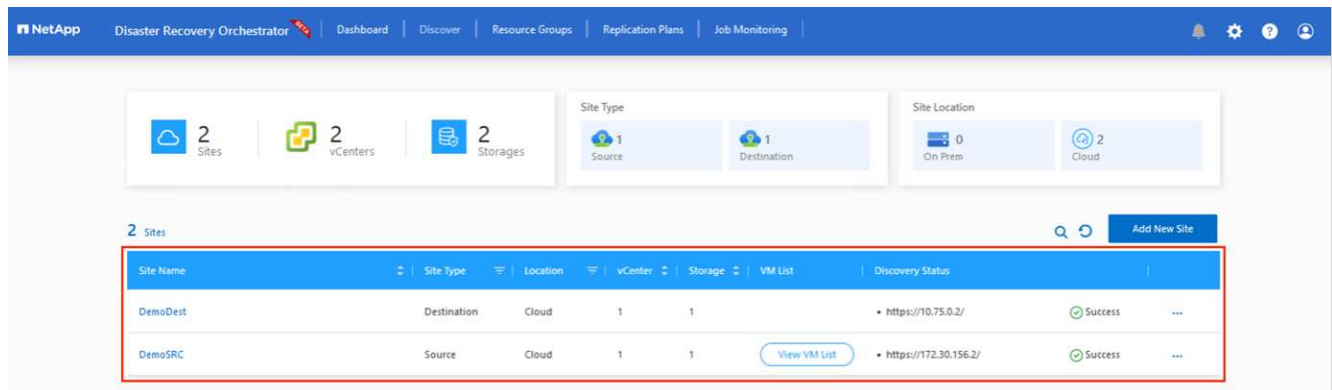 NetApp Disaster Recovery Orchestrator Dashboard Discover Resource Groups Replication Plans Job Monitoring ?
2 Sites
2 vCenters
2 Storages
Site Type
1 Source
1 Destination
Site Location
0 On Prem
2 Cloud
2 Sites
Add New Site
Site Name Site Type Location vCenter Storage VM List Discovery Status
DemoDest Destination Cloud 1 1 • https://10.75.0.2/ Success ...
DemoSRC Source Cloud 1 1 View VM List • https://172.30.156.2/ Success ...